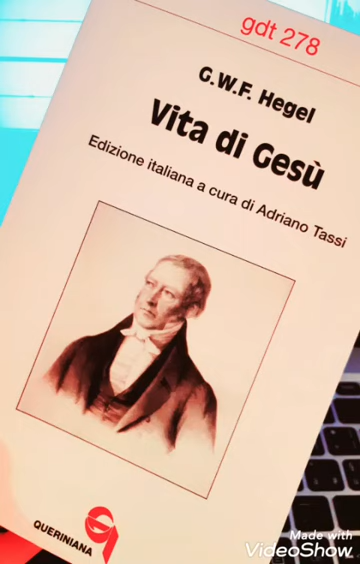 gdt 278
G.W.F. Hegel
Vita di Gesù
Edizione italiana a cura di Adriano Tassi
QUERINIANA
Made with
VideoShow